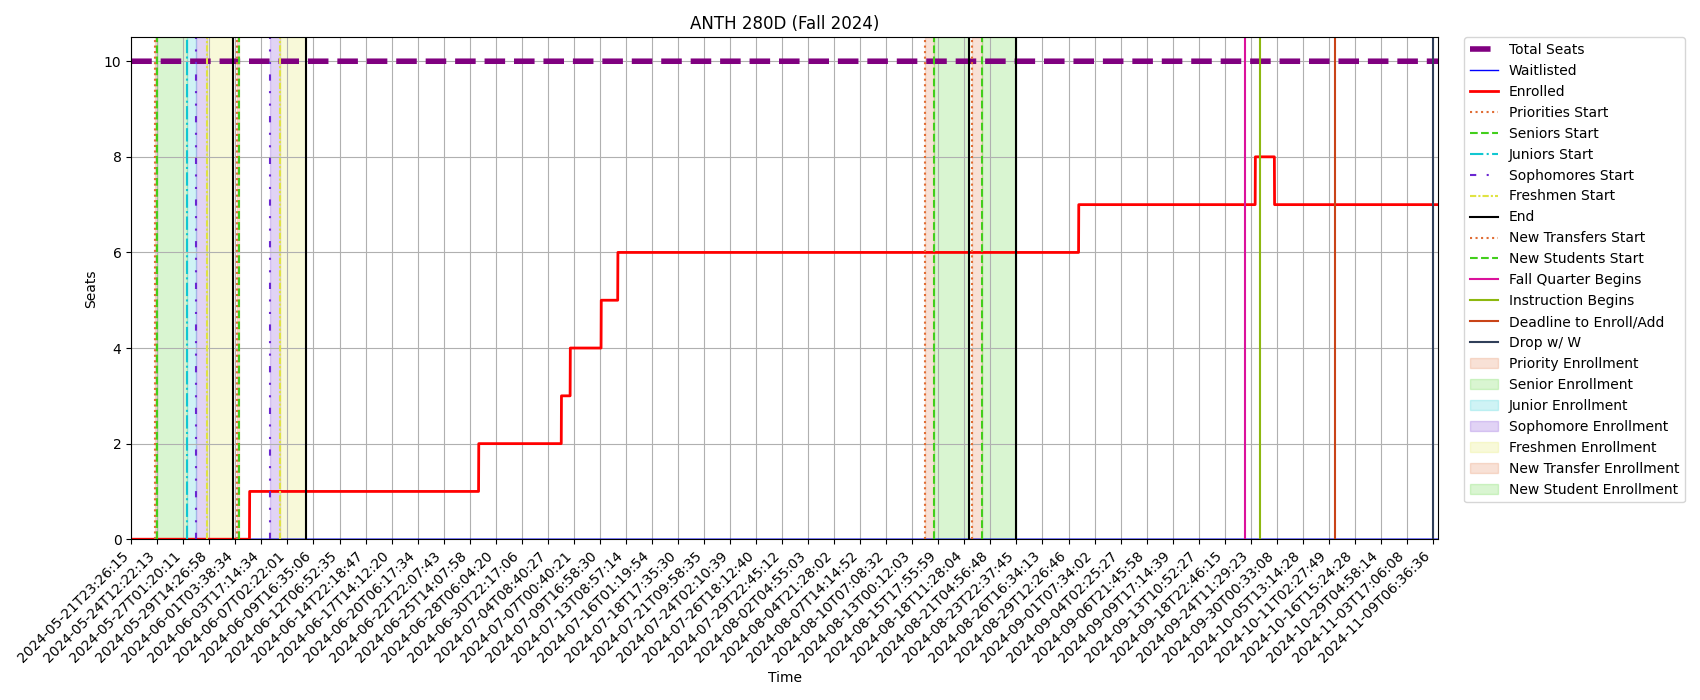 ANTH 280D (Fall 2024)
Seats
10
8
6
4
2
0
Total Seats
Waitlisted
Enrolled
Priorities Start
Seniors Start
Juniors Start
Sophomores Start
Freshmen Start
End
New Transfers Start
New Students Start
Fall Quarter Begins
Instruction Begins
Deadline to Enroll/Add
Drop w/ W
Priority Enrollment
Senior Enrollment
Junior Enrollment
Sophomore Enrollment
Freshmen Enrollment
New Transfer Enrollment
New Student Enrollment
2024-05-21T23:26:15
2024-05-24T12:22:13
2024-05-27T01:20:11
2024-05-29T14:26:58
2024-06-01T03:38:34
2024-06-03T17:14:34
2024-06-07T02:22:01
2024-06-09T16:35:06
2024-06-12T06:52:35
2024-06-14T22:18:47
2024-06-17T14:12:20
2024-06-20T06:17:34
2024-06-22T22:07:43
2024-06-25T14:07:58
2024-06-28T06:04:20
2024-06-30T22:17:06
2024-07-04T08:40:27
2024-07-07T00:40:21
2024-07-09T16:58:30
2024-07-13T08:57:14
2024-07-16T01:19:54
2024-07-18T17:35:30
2024-07-21T09:58:35
2024-07-24T02:10:39
2024-07-26T18:12:40
2024-07-29T22:45:12
2024-08-02T04:55:03
2024-08-04T21:28:02
2024-08-07T14:14:52
2024-08-10T07:08:32
2024-08-13T00:12:03
2024-08-15T17:55:59
2024-08-18T11:28:04
2024-08-21T04:56:48
2024-08-23T22:37:45
2024-08-26T16:34:13
2024-08-29T12:26:46
2024-09-01T07:34:02
2024-09-04T02:25:27
2024-09-06T21:45:58
2024-09-09T17:14:39
2024-09-13T10:52:27
2024-09-18T22:46:15
2024-09-24T11:29:23
2024-09-30T00:33:08
2024-10-05T13:14:28
2024-10-11T02:27:49
2024-10-16T15:24:28
2024-10-29T04:58:14
2024-11-03T17:06:08
2024-11-09T06:36:36
Time